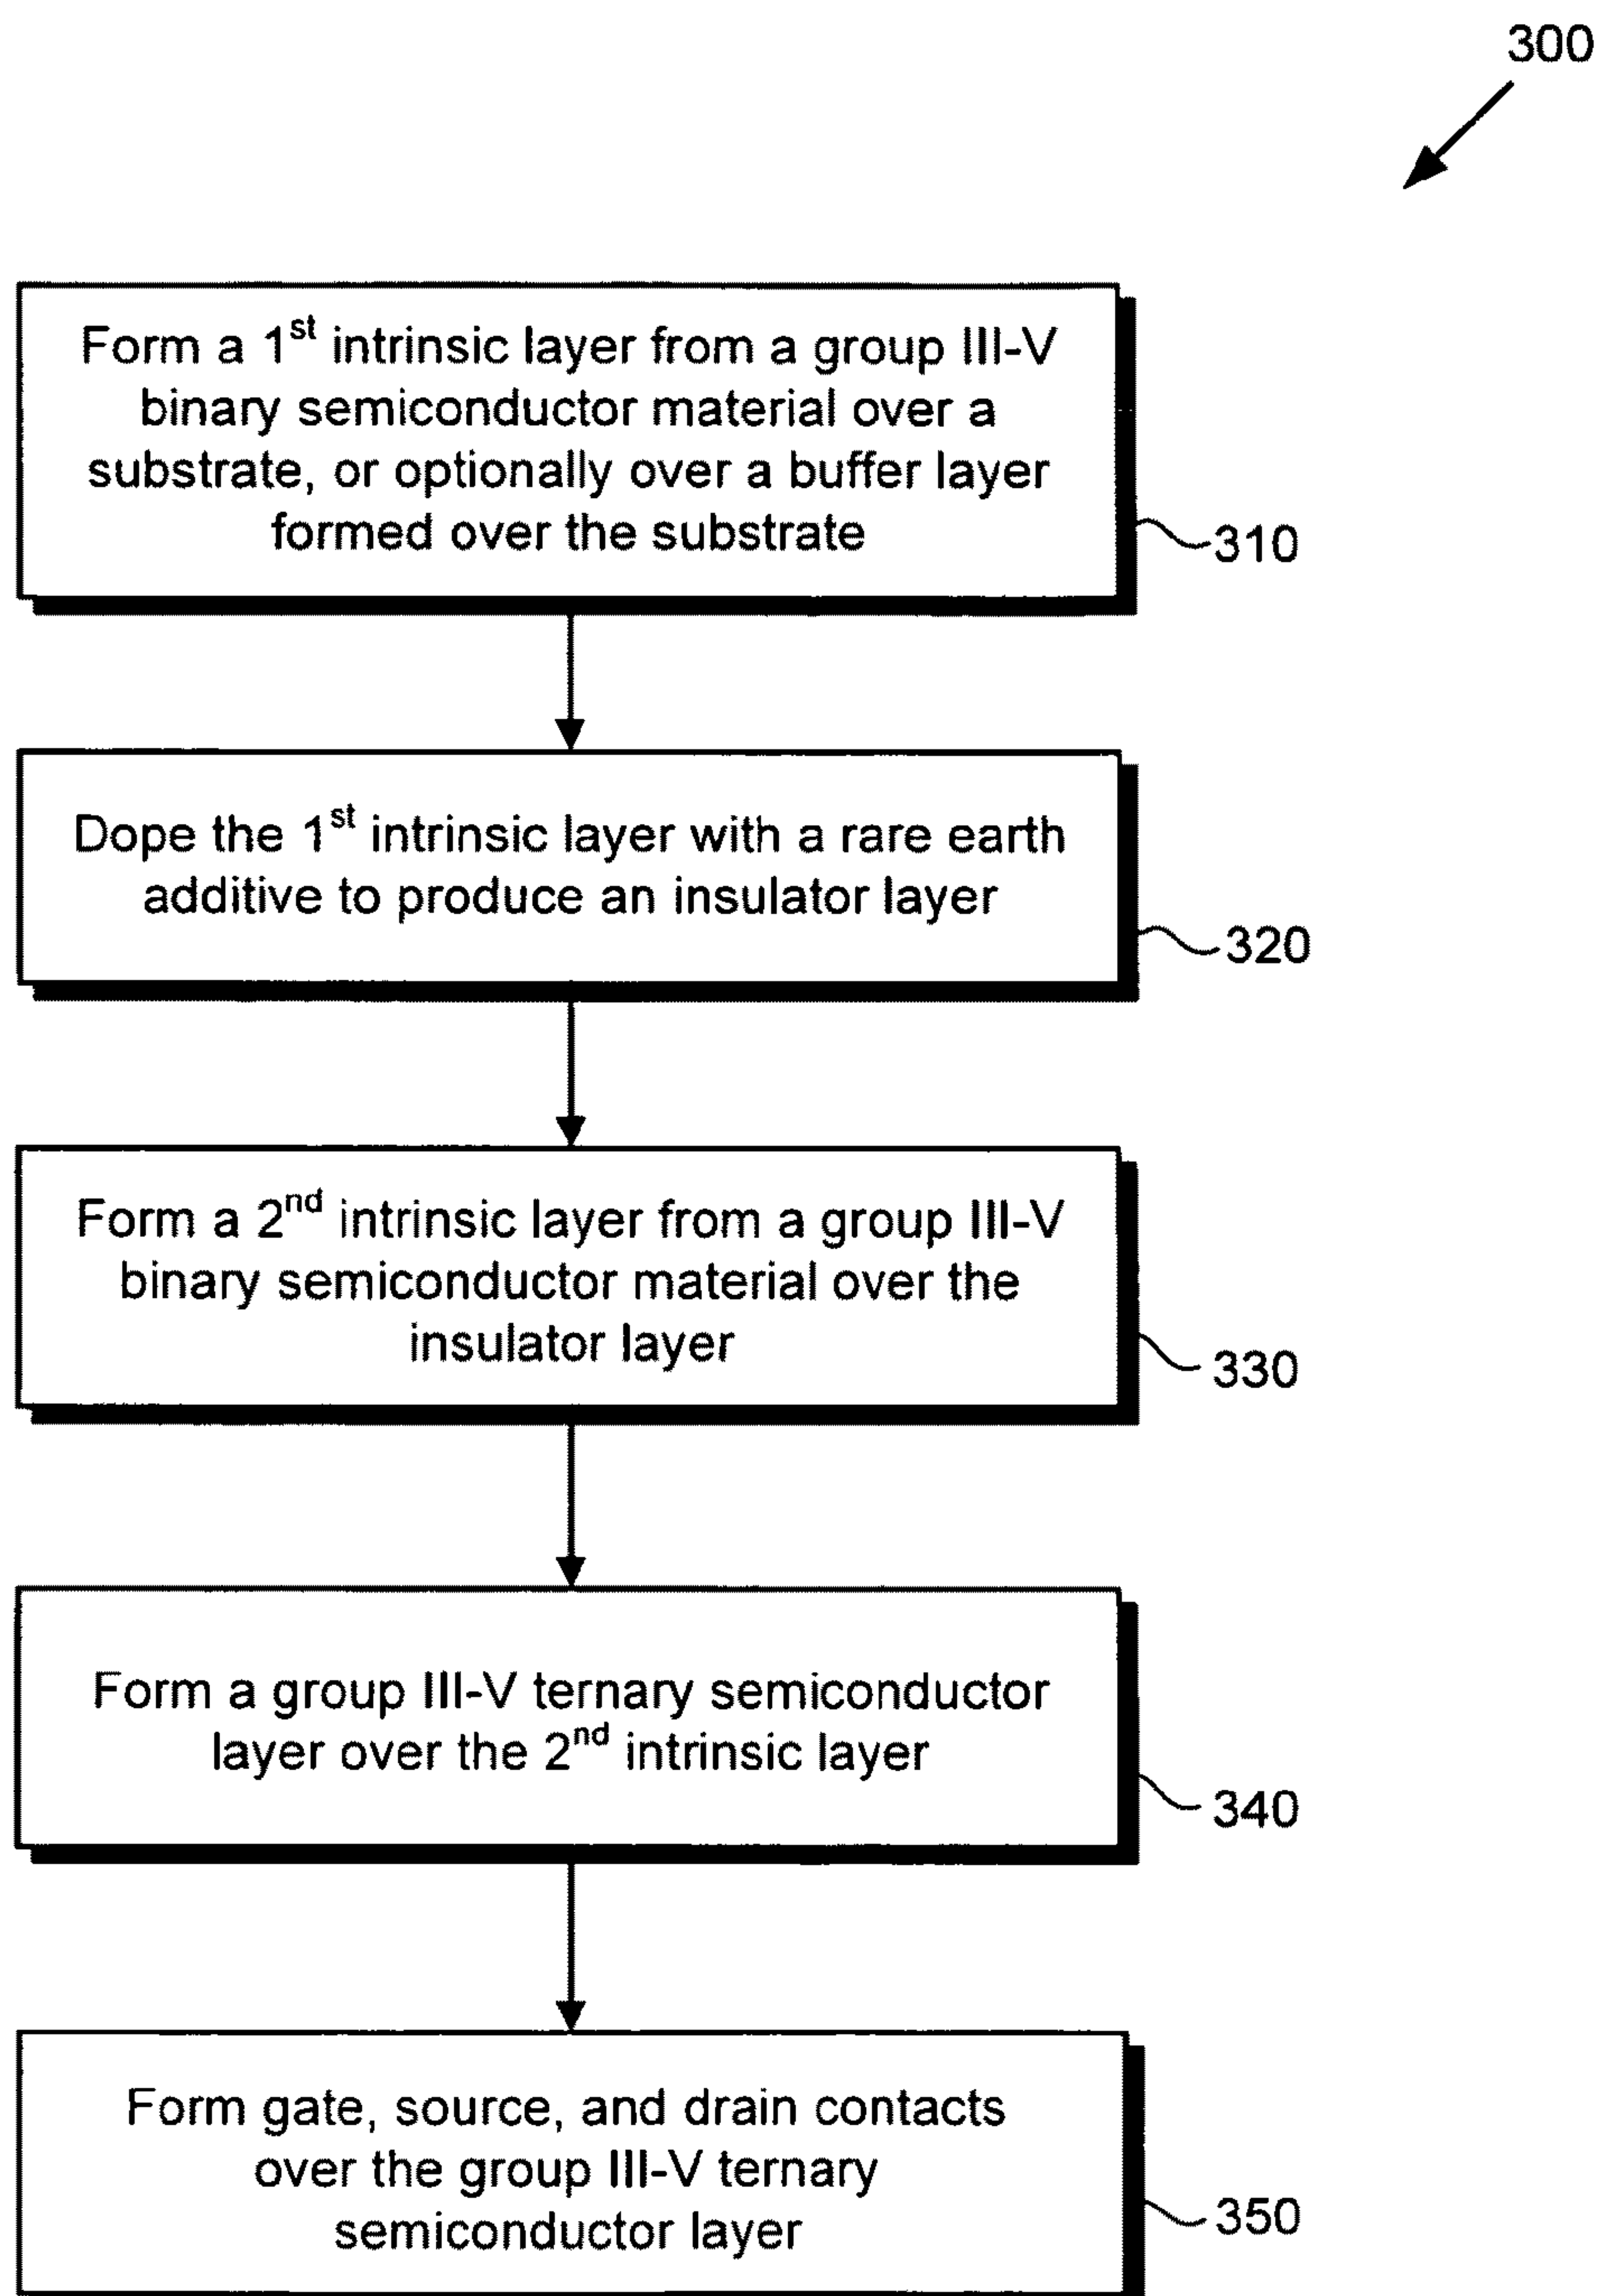 300
Form a 1st intrinsic layer from a group III-V
binary semiconductor material over a
substrate, or optionally over a buffer layer
formed over the substrate
310
Dope the 1st intrinsic layer with a rare earth
additive to produce an insulator layer
320
Form a 2nd intrinsic layer from a group III-V
binary semiconductor material over the
insulator layer
330
Form a group III-V ternary semiconductor
layer over the 2nd intrinsic layer
340
Form gate, source, and drain contacts
over the group III-V ternary
semiconductor layer
350